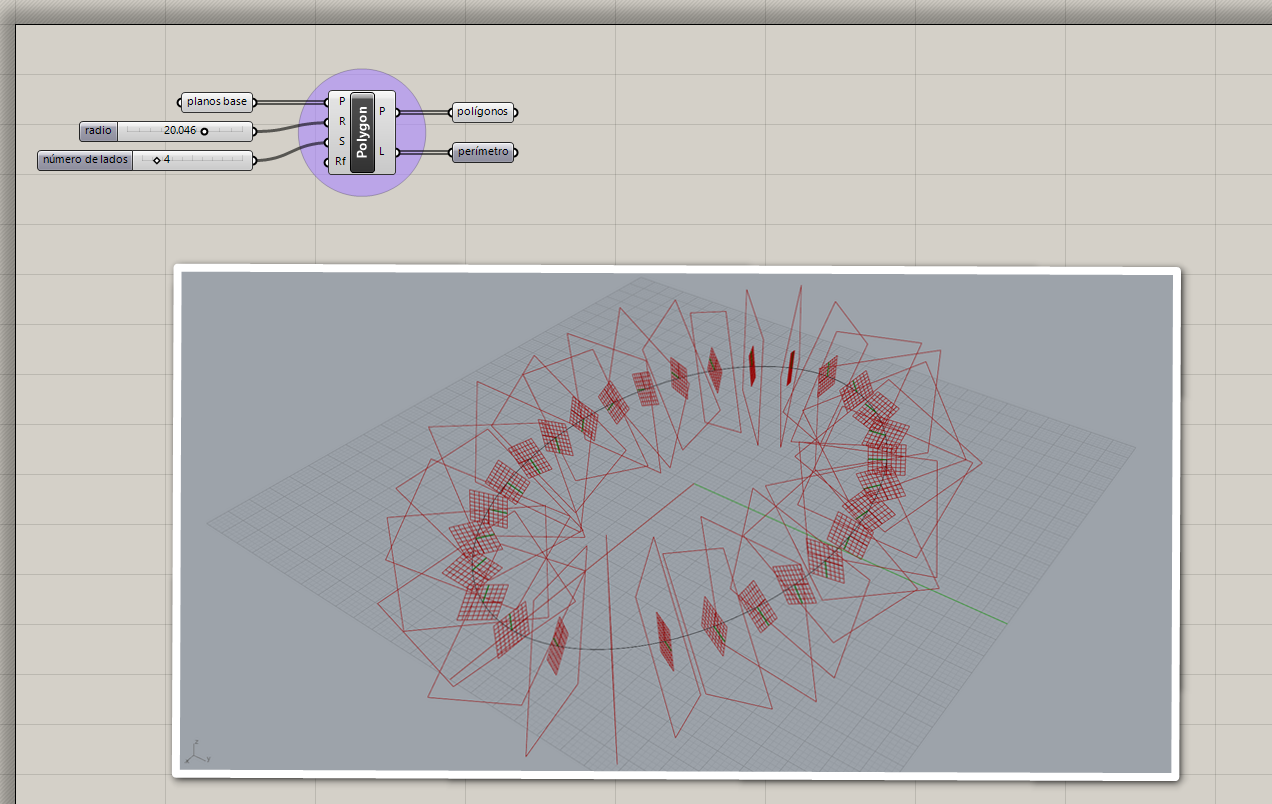 planos base
radio 20.046
número de lados 4
P
R
S
Rf
Polygon
P
L
polígonos
perímetro
z
y
x